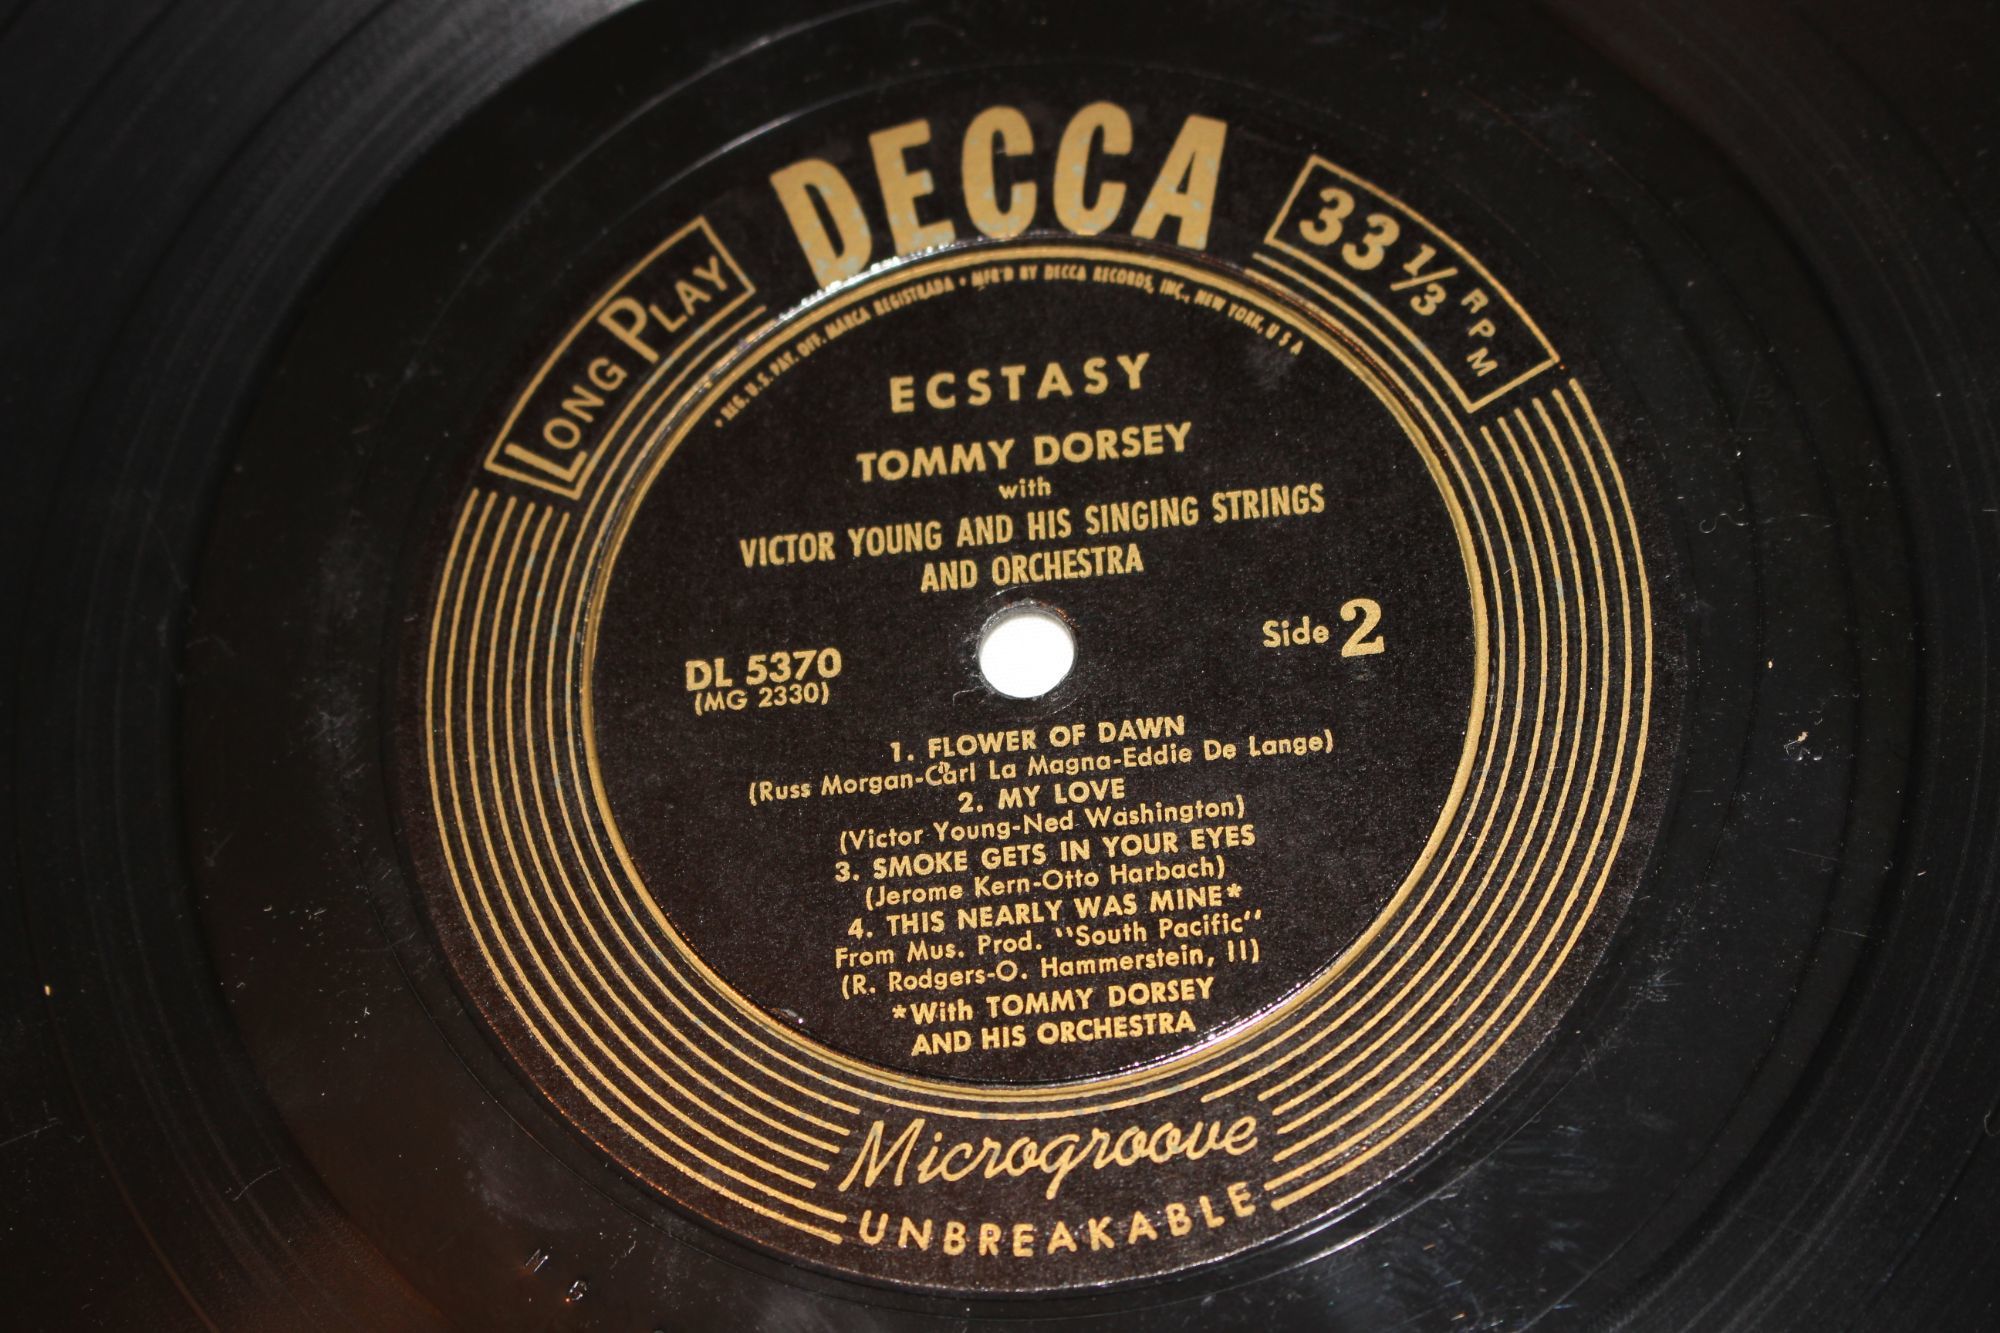 DECCA
LONG PLAY
33 1/3 RPM
• REG. U.S. PAT. OFF. MARCA REGISTRADA • MFR'D BY DECCA RECORDS, INC., NEW YORK, U S A
ECSTASY
TOMMY DORSEY
with
VICTOR YOUNG AND HIS SINGING STRINGS
AND ORCHESTRA
Side 2
DL 5370
(MG 2330)
1. FLOWER OF DAWN
(Russ Morgan-Carl La Magna-Eddie De Lange)
2. MY LOVE
(Victor Young-Ned Washington)
3. SMOKE GETS IN YOUR EYES
(Jerome Kern-Otto Harbach)
4. THIS NEARLY WAS MINE*
From Mus. Prod. "South Pacific"
(R. Rodgers-O. Hammerstein, II)
*With TOMMY DORSEY
AND HIS ORCHESTRA
Microgroove
UNBREAKABLE